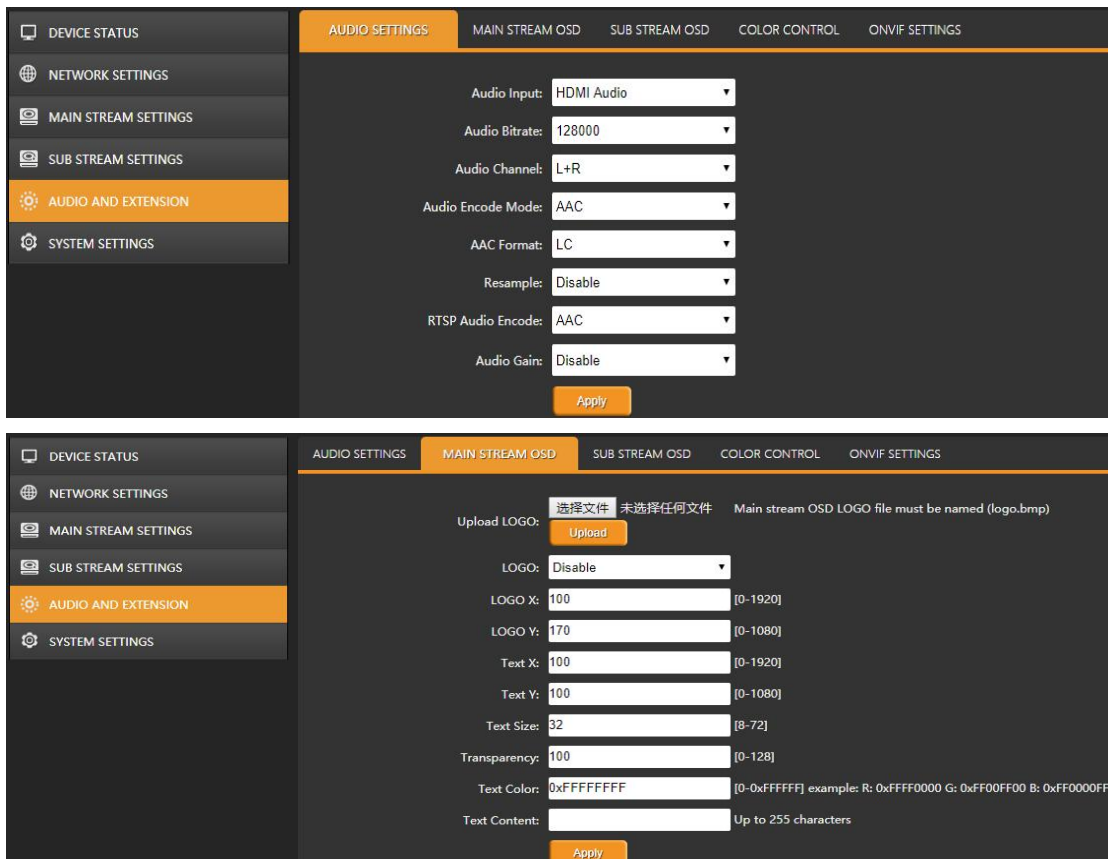 DEVICE STATUS
NETWORK SETTINGS
MAIN STREAM SETTINGS
SUB STREAM SETTINGS
AUDIO AND EXTENSION
SYSTEM SETTINGS
AUDIO SETTINGS MAIN STREAM OSD SUB STREAM OSD COLOR CONTROL ONVIF SETTINGS
Audio Input: HDMI Audio
Audio Bitrate: 128000
Audio Channel: L+R
Audio Encode Mode: AAC
AAC Format: LC
Resample: Disable
RTSP Audio Encode: AAC
Audio Gain: Disable
Apply
DEVICE STATUS
NETWORK SETTINGS
MAIN STREAM SETTINGS
SUB STREAM SETTINGS
AUDIO AND EXTENSION
SYSTEM SETTINGS
AUDIO SETTINGS MAIN STREAM OSD SUB STREAM OSD COLOR CONTROL ONVIF SETTINGS
Upload LOGO: 选择文件 未选择任何文件 Main stream OSD LOGO file must be named (logo.bmp)
Upload
LOGO: Disable
LOGO X: 100 [0-1920]
LOGO Y: 170 [0-1080]
Text X: 100 [0-1920]
Text Y: 100 [0-1080]
Text Size: 32 [8-72]
Transparency: 100 [0-128]
Text Color: 0xFFFFFFFF [0-0xFFFFFF] example: R: 0xFFFF0000 G: 0xFF00FF00 B: 0xFF0000FF
Text Content: Up to 255 characters
Apply